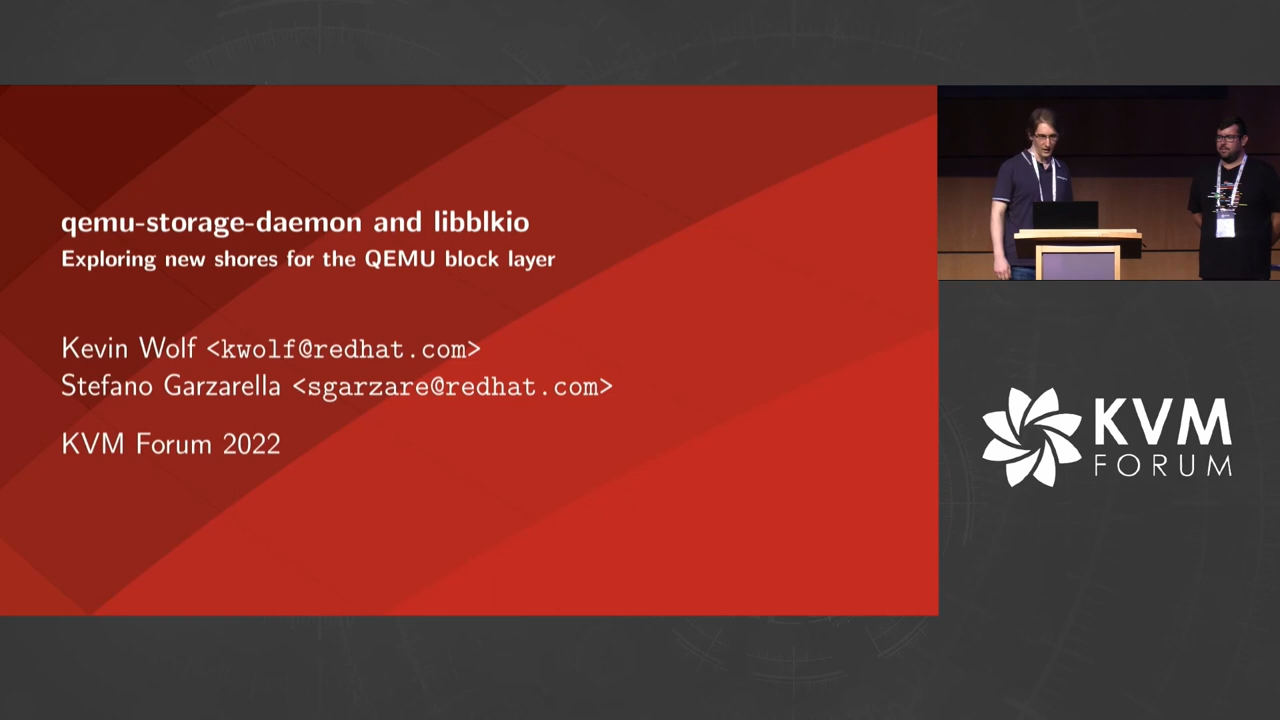 qemu-storage-daemon and libblkio
Exploring new shores for the QEMU block layer
Kevin Wolf <kwolf@redhat.com>
Stefano Garzarella <sgarzare@redhat.com>
KVM Forum 2022
KVM
FORUM